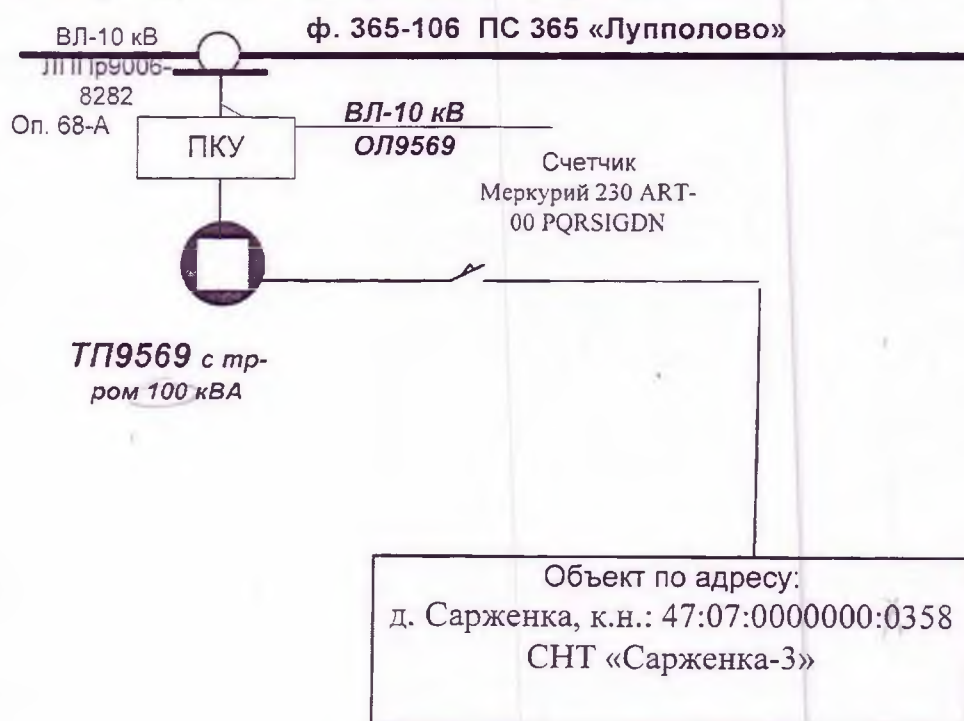 ф. 365-106 ПС 365 «Лупполово»
ВЛ-10 кВ
ЛППр9006-
8282
Оп. 68-А
ПКУ
ВЛ-10 кВ
ОЛ9569
Счетчик
Меркурий 230 ART-
00 PQRSIGDN
ТП9569 с тр-
ром 100 кВА
Объект по адресу:
д. Сарженка, к.н.: 47:07:0000000:0358
СНТ «Сарженка-3»